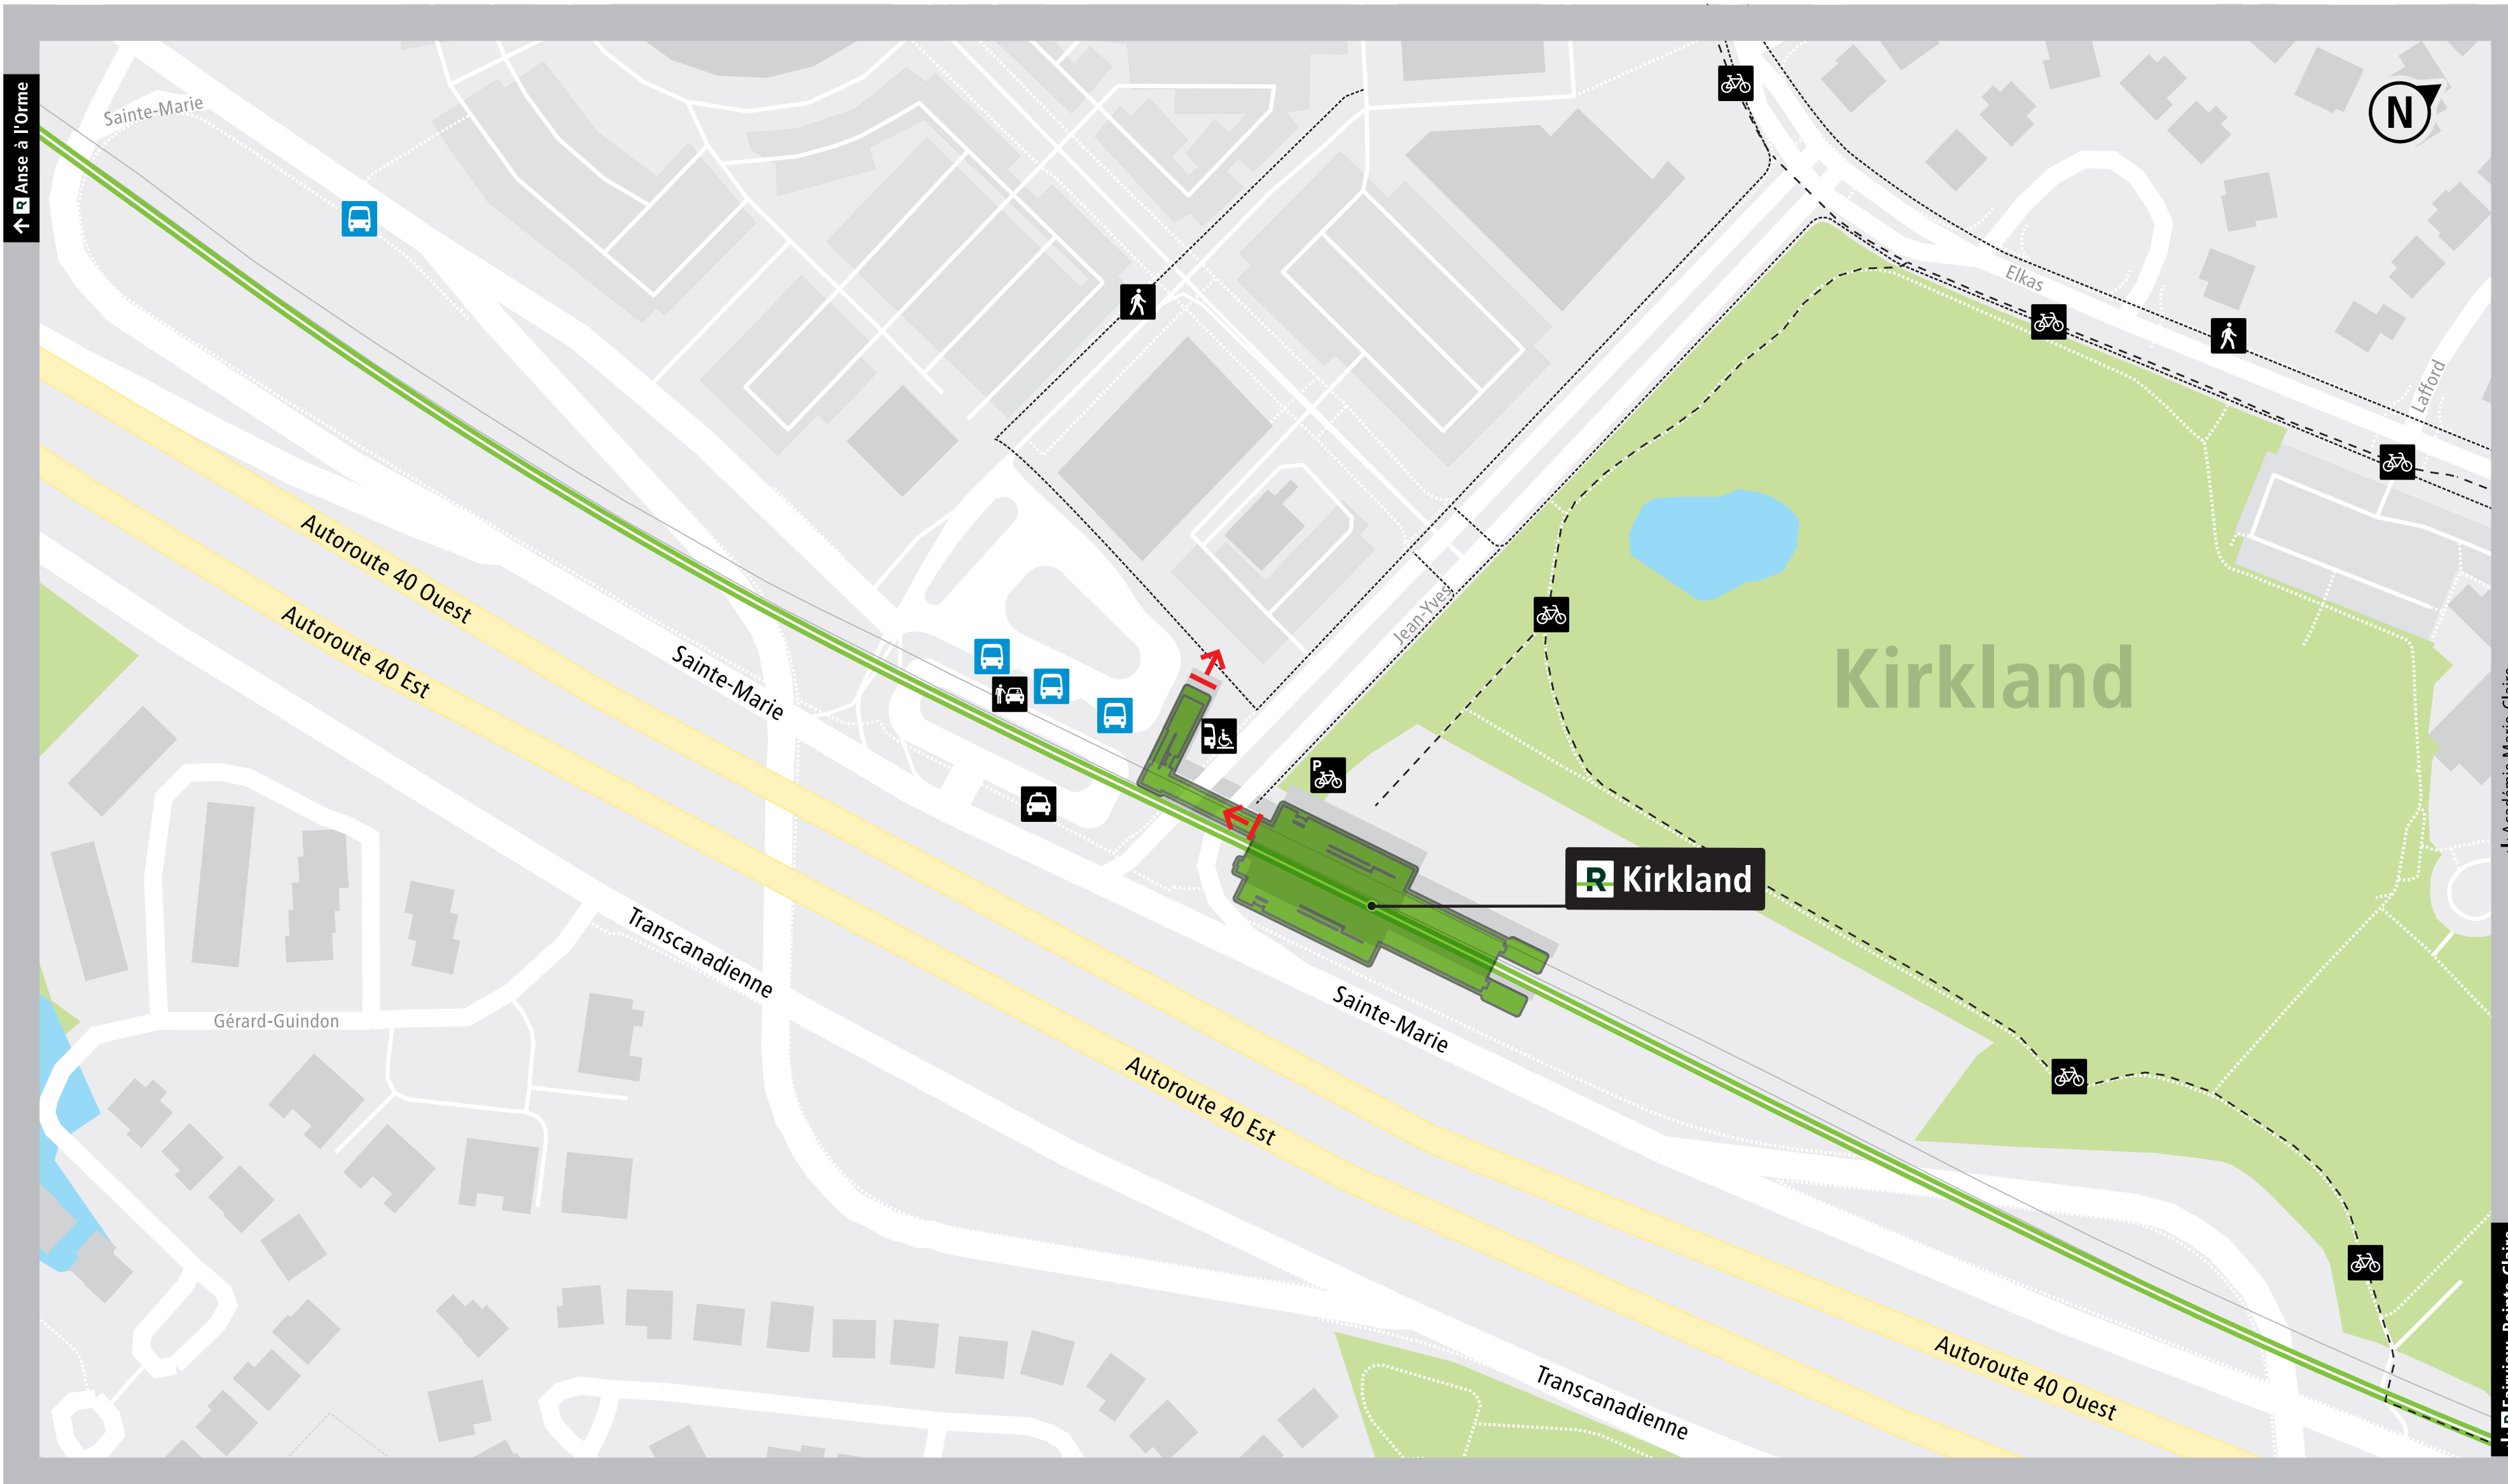 R Anse à l'Orme
Sainte-Marie
N
Elkas
Lafford
Autoroute 40 Ouest
Autoroute 40 Est
Sainte-Marie
Jean-Yves
Kirkland
P
R Kirkland
Transcanadienne
Sainte-Marie
Gérard-Guindon
Autoroute 40 Est
Autoroute 40 Ouest
Transcanadienne